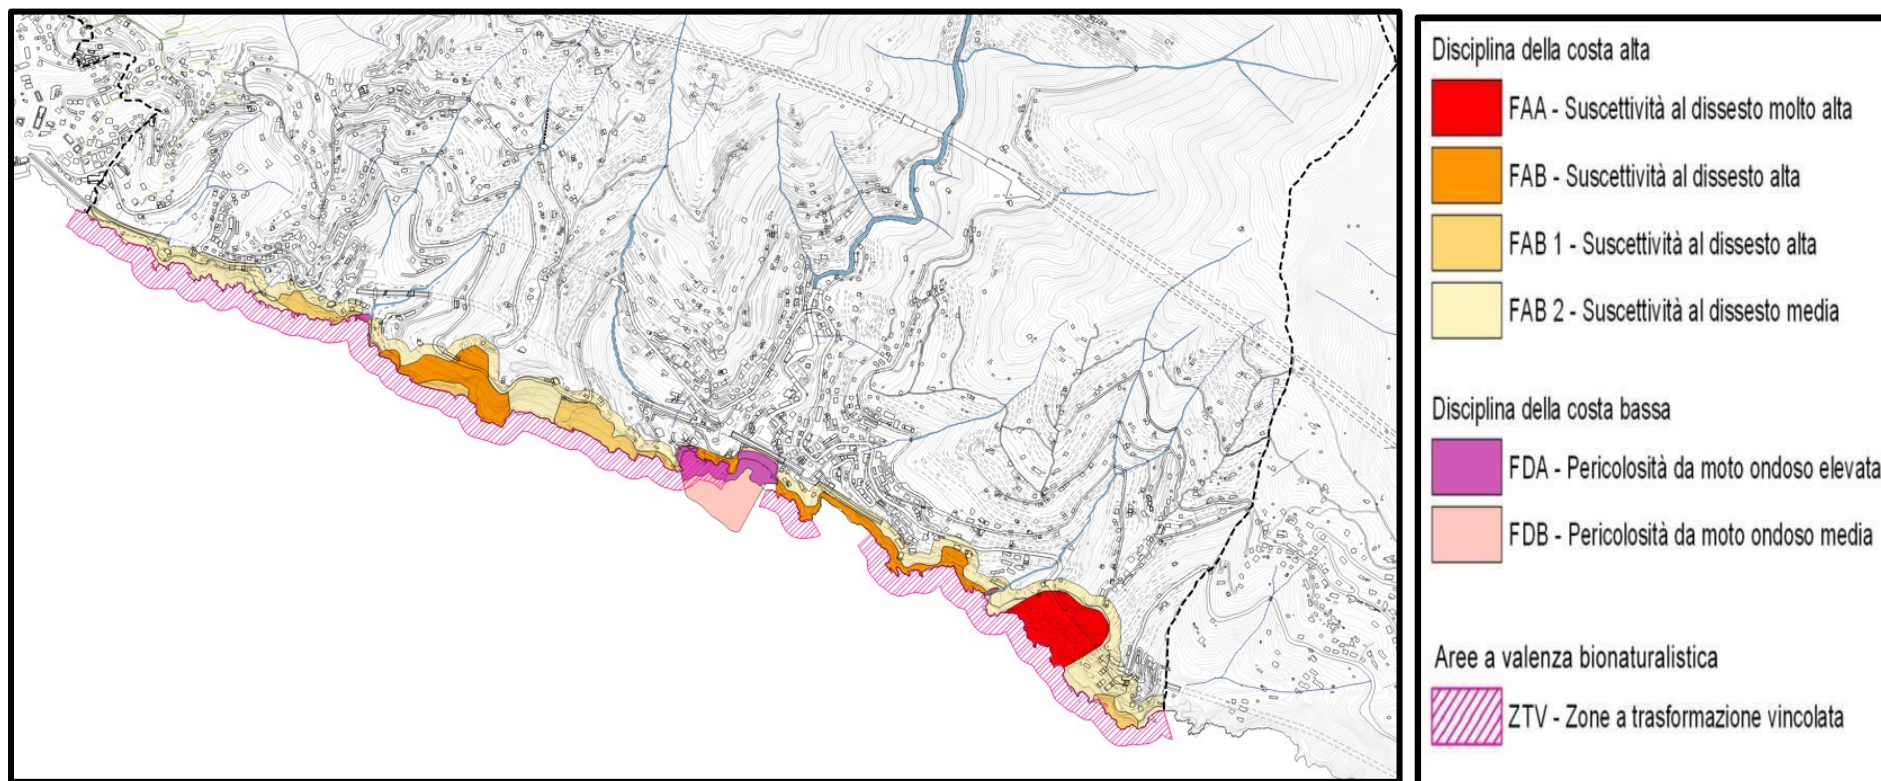 Disciplina della costa alta
FAA - Suscettività al dissesto molto alta
FAB - Suscettività al dissesto alta
FAB 1 - Suscettività al dissesto alta
FAB 2 - Suscettività al dissesto media
Disciplina della costa bassa
FDA - Pericolosità da moto ondoso elevata
FDB - Pericolosità da moto ondoso media
Aree a valenza bionaturalistica
ZTV - Zone a trasformazione vincolata